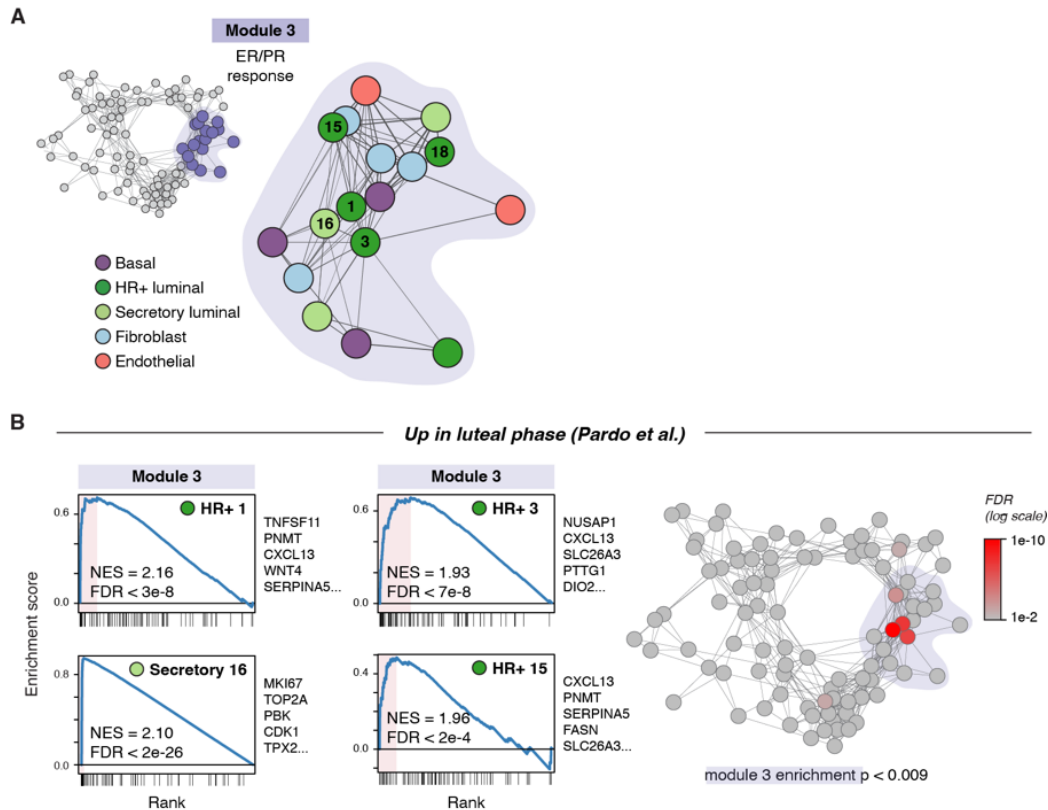 A
Module 3
ER/PR
response
15
18
1
16
3
Basal
HR+ luminal
Secretory luminal
Fibroblast
Endothelial
B
Up in luteal phase (Pardo et al.)
Module 3
Module 3
Enrichment score
0.6
0.0
HR+ 1
NES = 2.16
FDR < 3e-8
TNFSF11
PNMT
CXCL13
WNT4
SERPINA5...
0.6
0.0
HR+ 3
NES = 1.93
FDR < 7e-8
NUSAP1
CXCL13
SLC26A3
PTTG1
DIO2...
0.8
0.0
Secretory 16
NES = 2.10
FDR < 2e-26
MKI67
TOP2A
PBK
CDK1
TPX2...
0.4
0.0
HR+ 15
NES = 1.96
FDR < 2e-4
CXCL13
PNMT
SERPINA5
FASN
SLC26A3...
Rank
Rank
FDR
(log scale)
1e-10
1e-2
module 3 enrichment p < 0.009